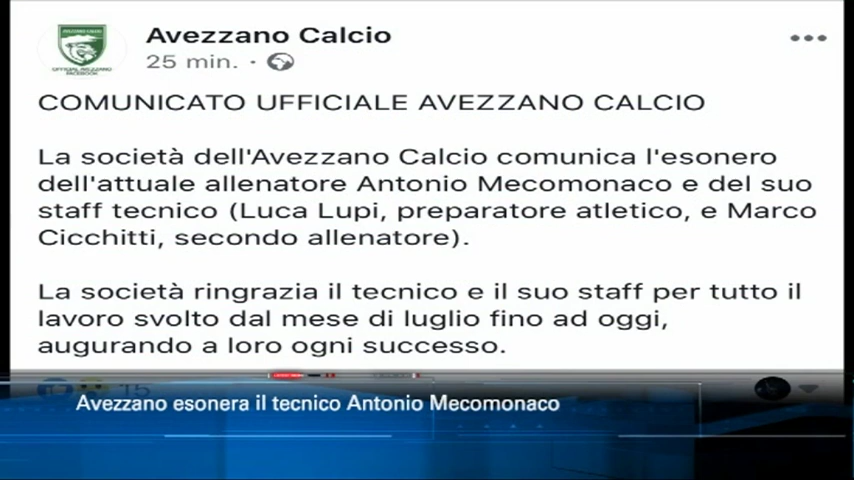 Avezzano Calcio
25 min.
COMUNICATO UFFICIALE AVEZZANO CALCIO
La società dell'Avezzano Calcio comunica l'esonero
dell'attuale allenatore Antonio Mecomonaco e del suo
staff tecnico (Luca Lupi, preparatore atletico, e Marco
Cicchitti, secondo allenatore).
La società ringrazia il tecnico e il suo staff per tutto il
lavoro svolto dal mese di luglio fino ad oggi,
augurando a loro ogni successo.
15
Avezzano esonera il tecnico Antonio Mecomonaco